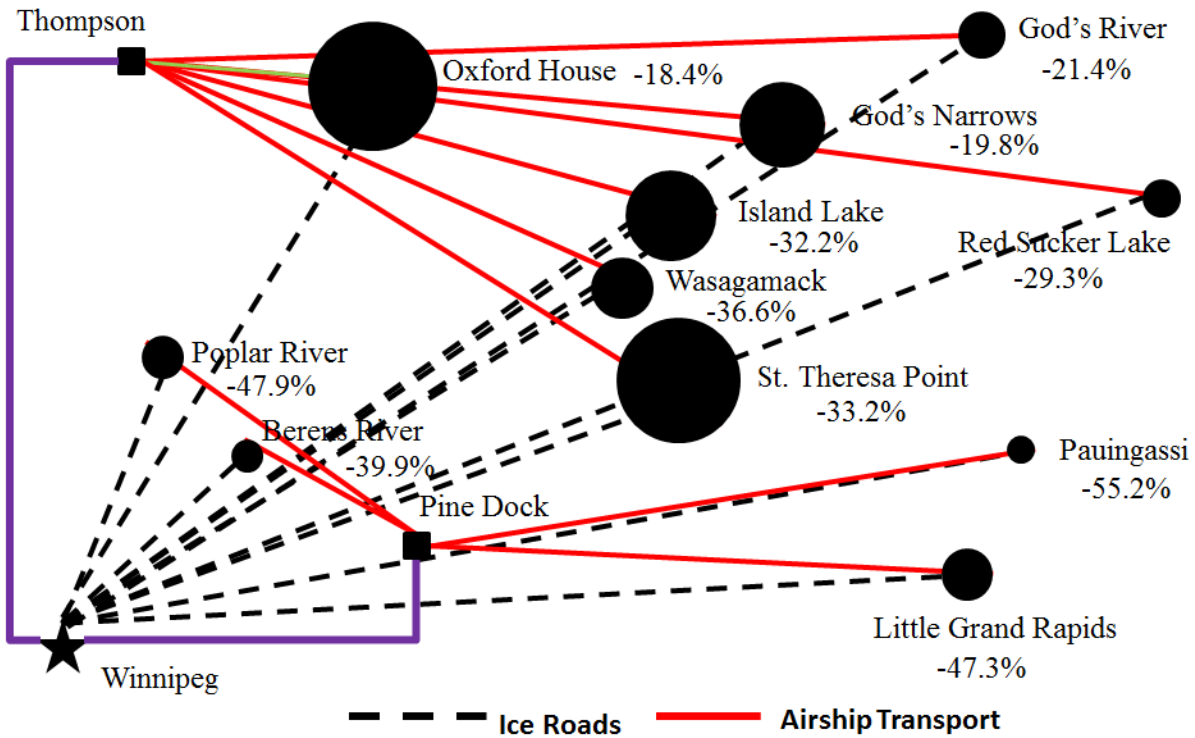 Thompson
God's River
-21.4%
Oxford House -18.4%
God's Narrows
-19.8%
Island Lake
-32.2%
Red Sucker Lake
-29.3%
Wasagamack
-36.6%
Poplar River
-47.9%
St. Theresa Point
-33.2%
Berens River
-39.9%
Pauingassi
-55.2%
Pine Dock
Little Grand Rapids
-47.3%
Winnipeg
Ice Roads
Airship Transport